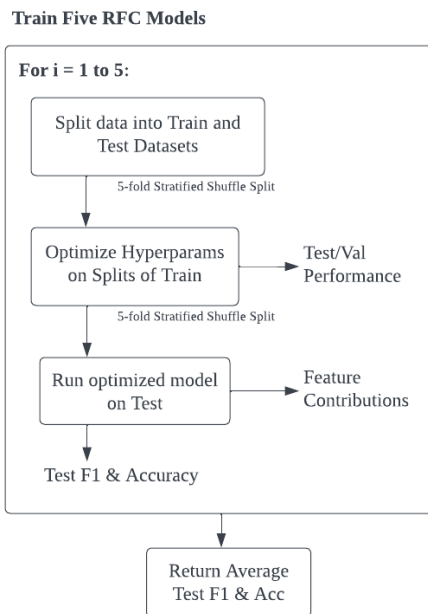 Train Five RFC Models
For i = 1 to 5:
Split data into Train and
Test Datasets
5-fold Stratified Shuffle Split
Optimize Hyperparams
on Splits of Train
Test/Val
Performance
5-fold Stratified Shuffle Split
Run optimized model
on Test
Feature
Contributions
Test F1 & Accuracy
Return Average
Test F1 & Acc